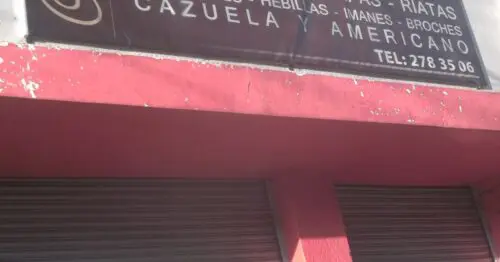 - RIATAS
- HEBILLAS - IMANES - BROCHES
CAZUELA Y AMERICANO
TEL: 278 35 06